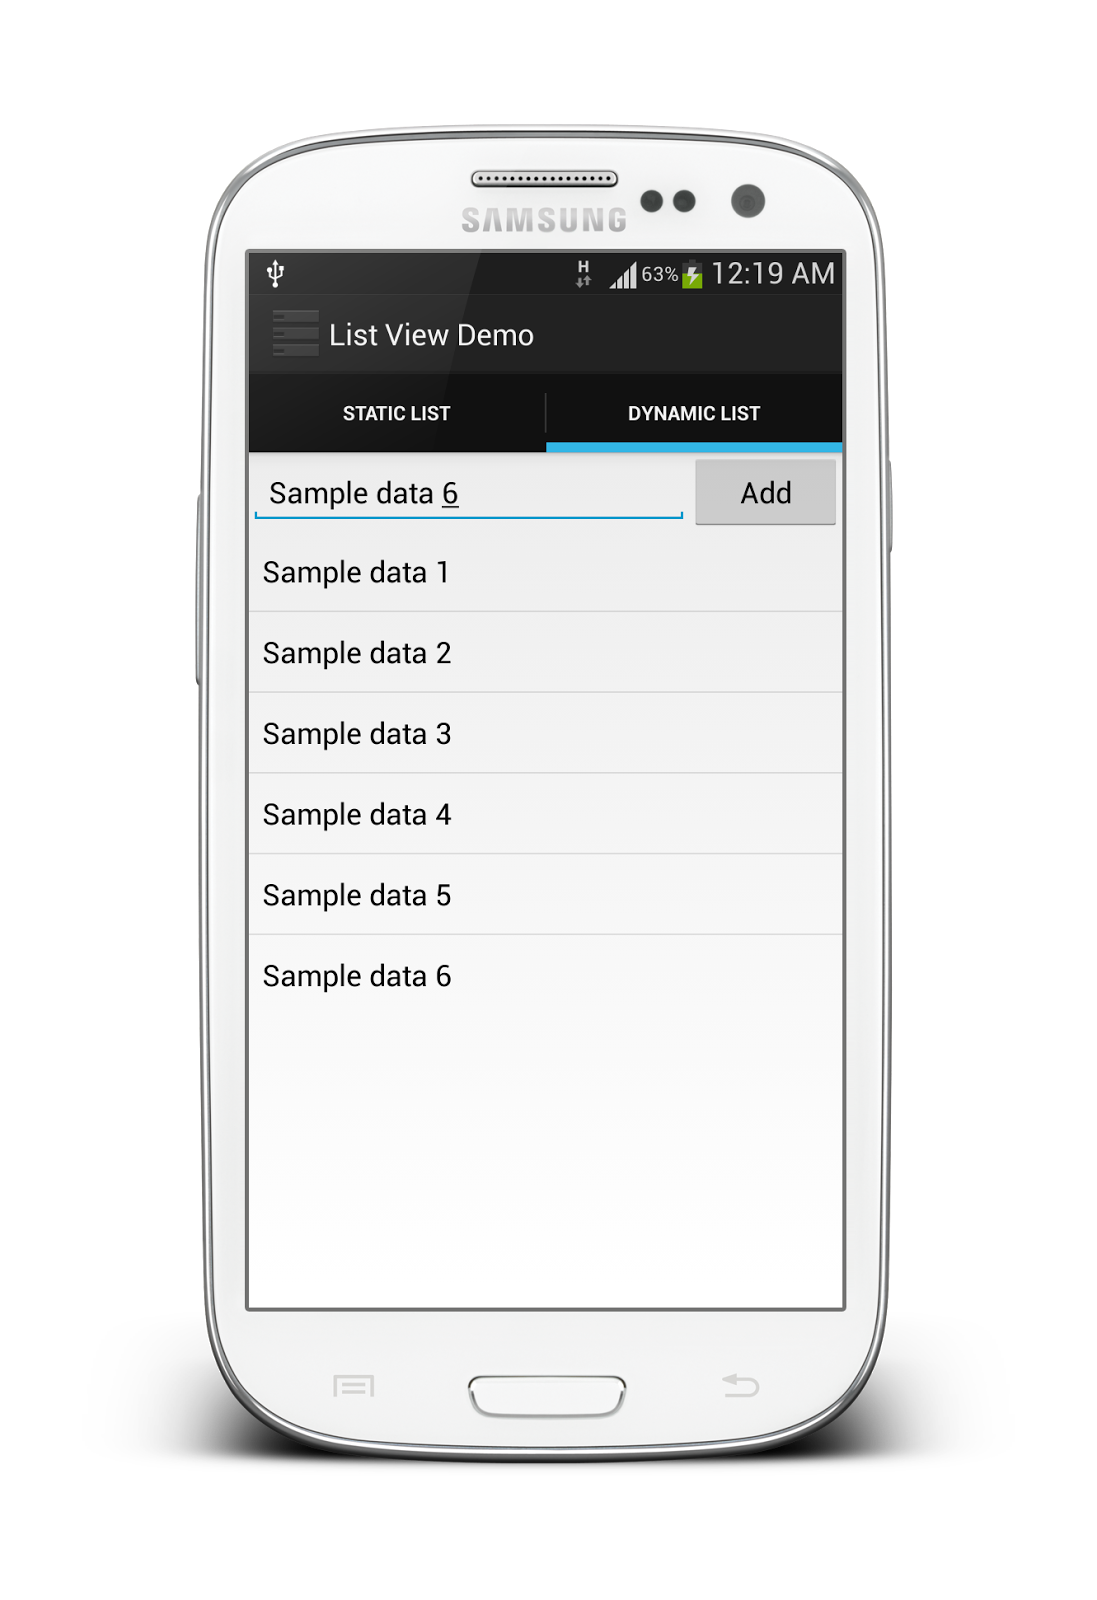 SAMSUNG
H 63% 12:19 AM
List View Demo
STATIC LIST DYNAMIC LIST
Sample data 6 Add
Sample data 1
Sample data 2
Sample data 3
Sample data 4
Sample data 5
Sample data 6